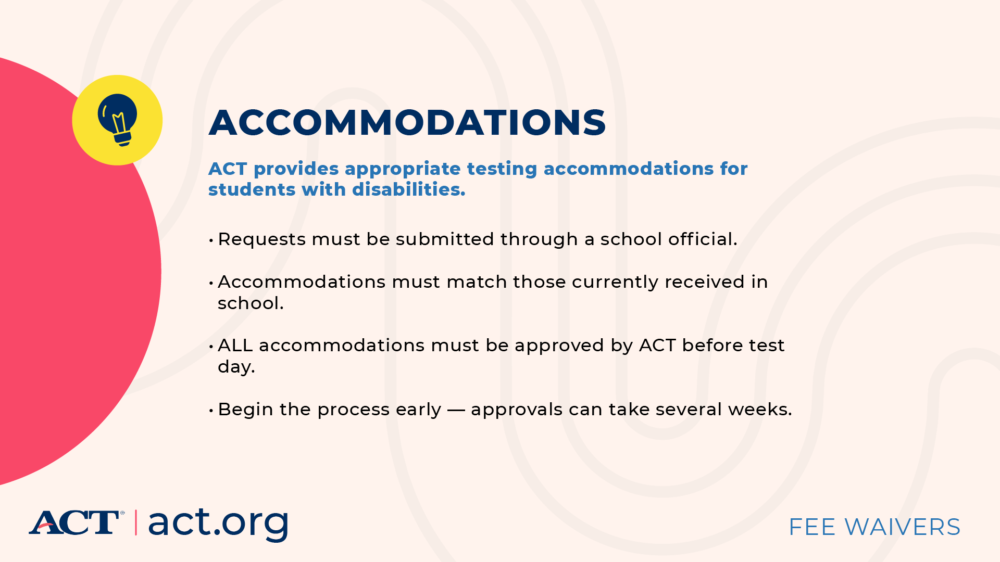 ACCOMMODATIONS
ACT provides appropriate testing accommodations for
students with disabilities.
• Requests must be submitted through a school official.
• Accommodations must match those currently received in
school.
• ALL accommodations must be approved by ACT before test
day.
• Begin the process early — approvals can take several weeks.
ACT® | act.org
FEE WAIVERS